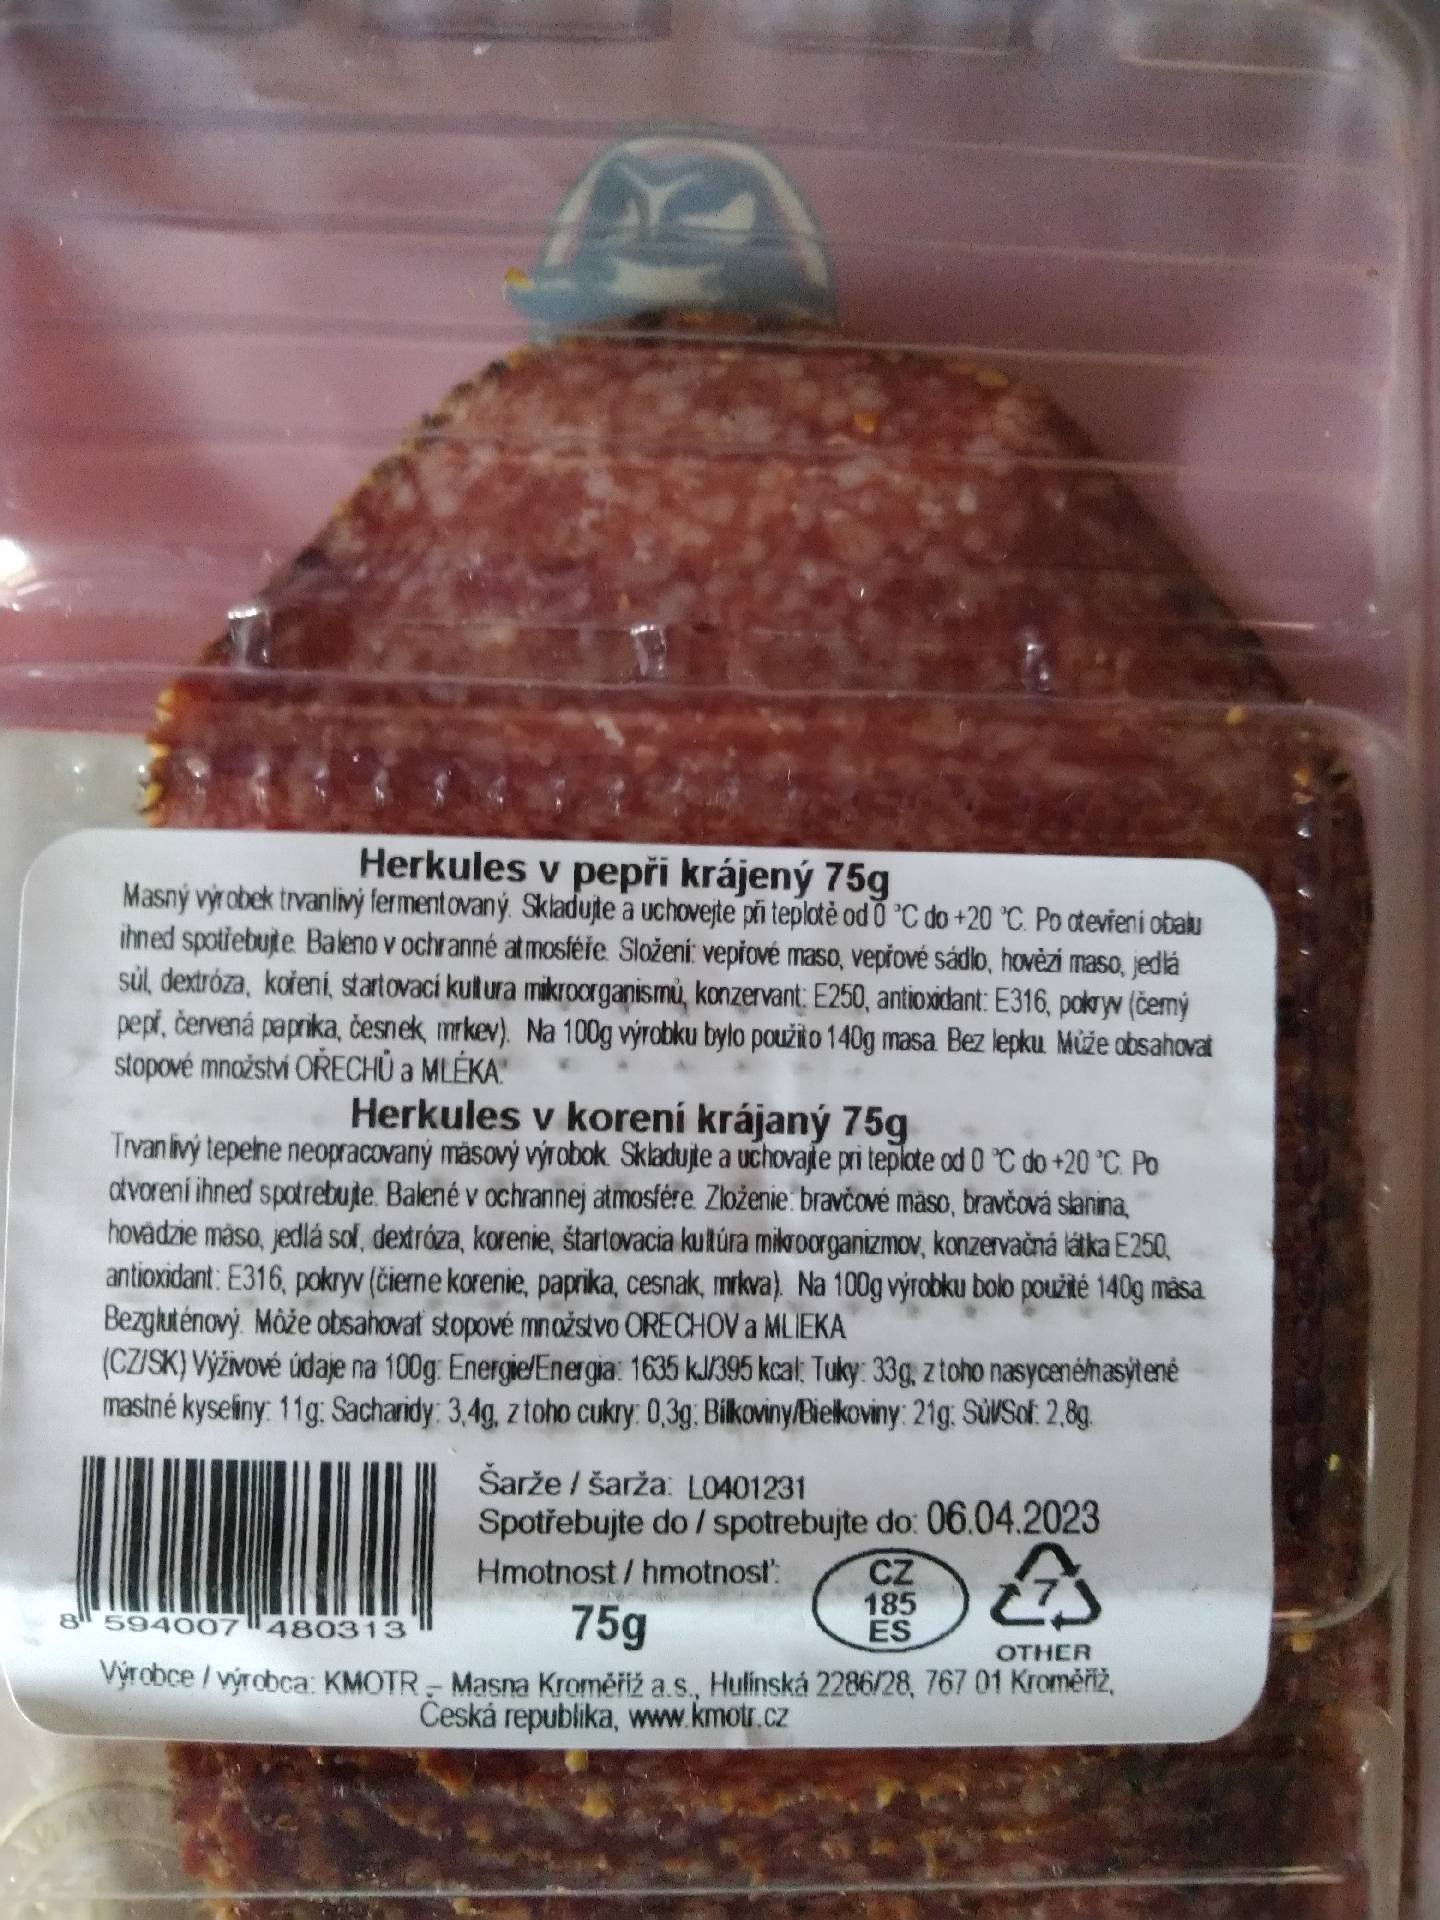 Herkules v pepři krájený 75g
Masný výrobek trvanlivý fermentovaný. Skladujte a uchovejte při teplotě od 0 °C do +20 °C. Po otevření obalu
ihned spotřebujte. Baleno v ochranné atmosféře. Složení: vepřové maso, vepřové sádlo, hovězí maso, jedlá
sůl, dextróza, koření, startovací kultura mikroorganismů, konzervant: E250, antioxidant: E316, pokryv (černý
pepř, červená paprika, česnek, mrkev). Na 100g výrobku bylo použito 140g masa. Bez lepku. Může obsahovat
stopové množství OŘECHŮ a MLÉKA."
Herkules v korení krájaný 75g
Trvanlivý tepelne neopracovaný mäsový výrobok. Skladujte a uchovajte pri teplote od 0 °C do +20 °C. Po
otvorení ihneď spotrebujte. Balené v ochrannej atmosfére. Zloženie: bravčové mäso, bravčová slanina,
hovädzie mäso, jedlá soľ, dextróza, korenie, štartovacia kultúra mikroorganizmov, konzervačná látka E250,
antioxidant: E316, pokryv (čierne korenie, paprika, cesnak, mrkva). Na 100g výrobku bolo použité 140g mäsa.
Bezgluténový. Môže obsahovať stopové množstvo ORECHOV a MLIEKA
(CZ/SK) Výživové údaje na 100g: Energie/Energia: 1635 kJ/395 kcal; Tuky: 33g, z toho nasycené/nasýtené
mastné kyseliny: 11g; Sacharidy: 3,4g, z toho cukry: 0,3g; Bílkoviny/Bielkoviny: 21g; Sůl/Soľ: 2,8g.
Šarže / šarža: L0401231
Spotřebujte do / spotrebujte do: 06.04.2023
Hmotnost / hmotnosť:
75g
CZ
185
ES
7
OTHER
8 594007 480313
Výrobce / výrobca: KMOTR – Masna Kroměříž a.s., Hulínská 2286/28, 767 01 Kroměříž,
Česká republika, www.kmotr.cz